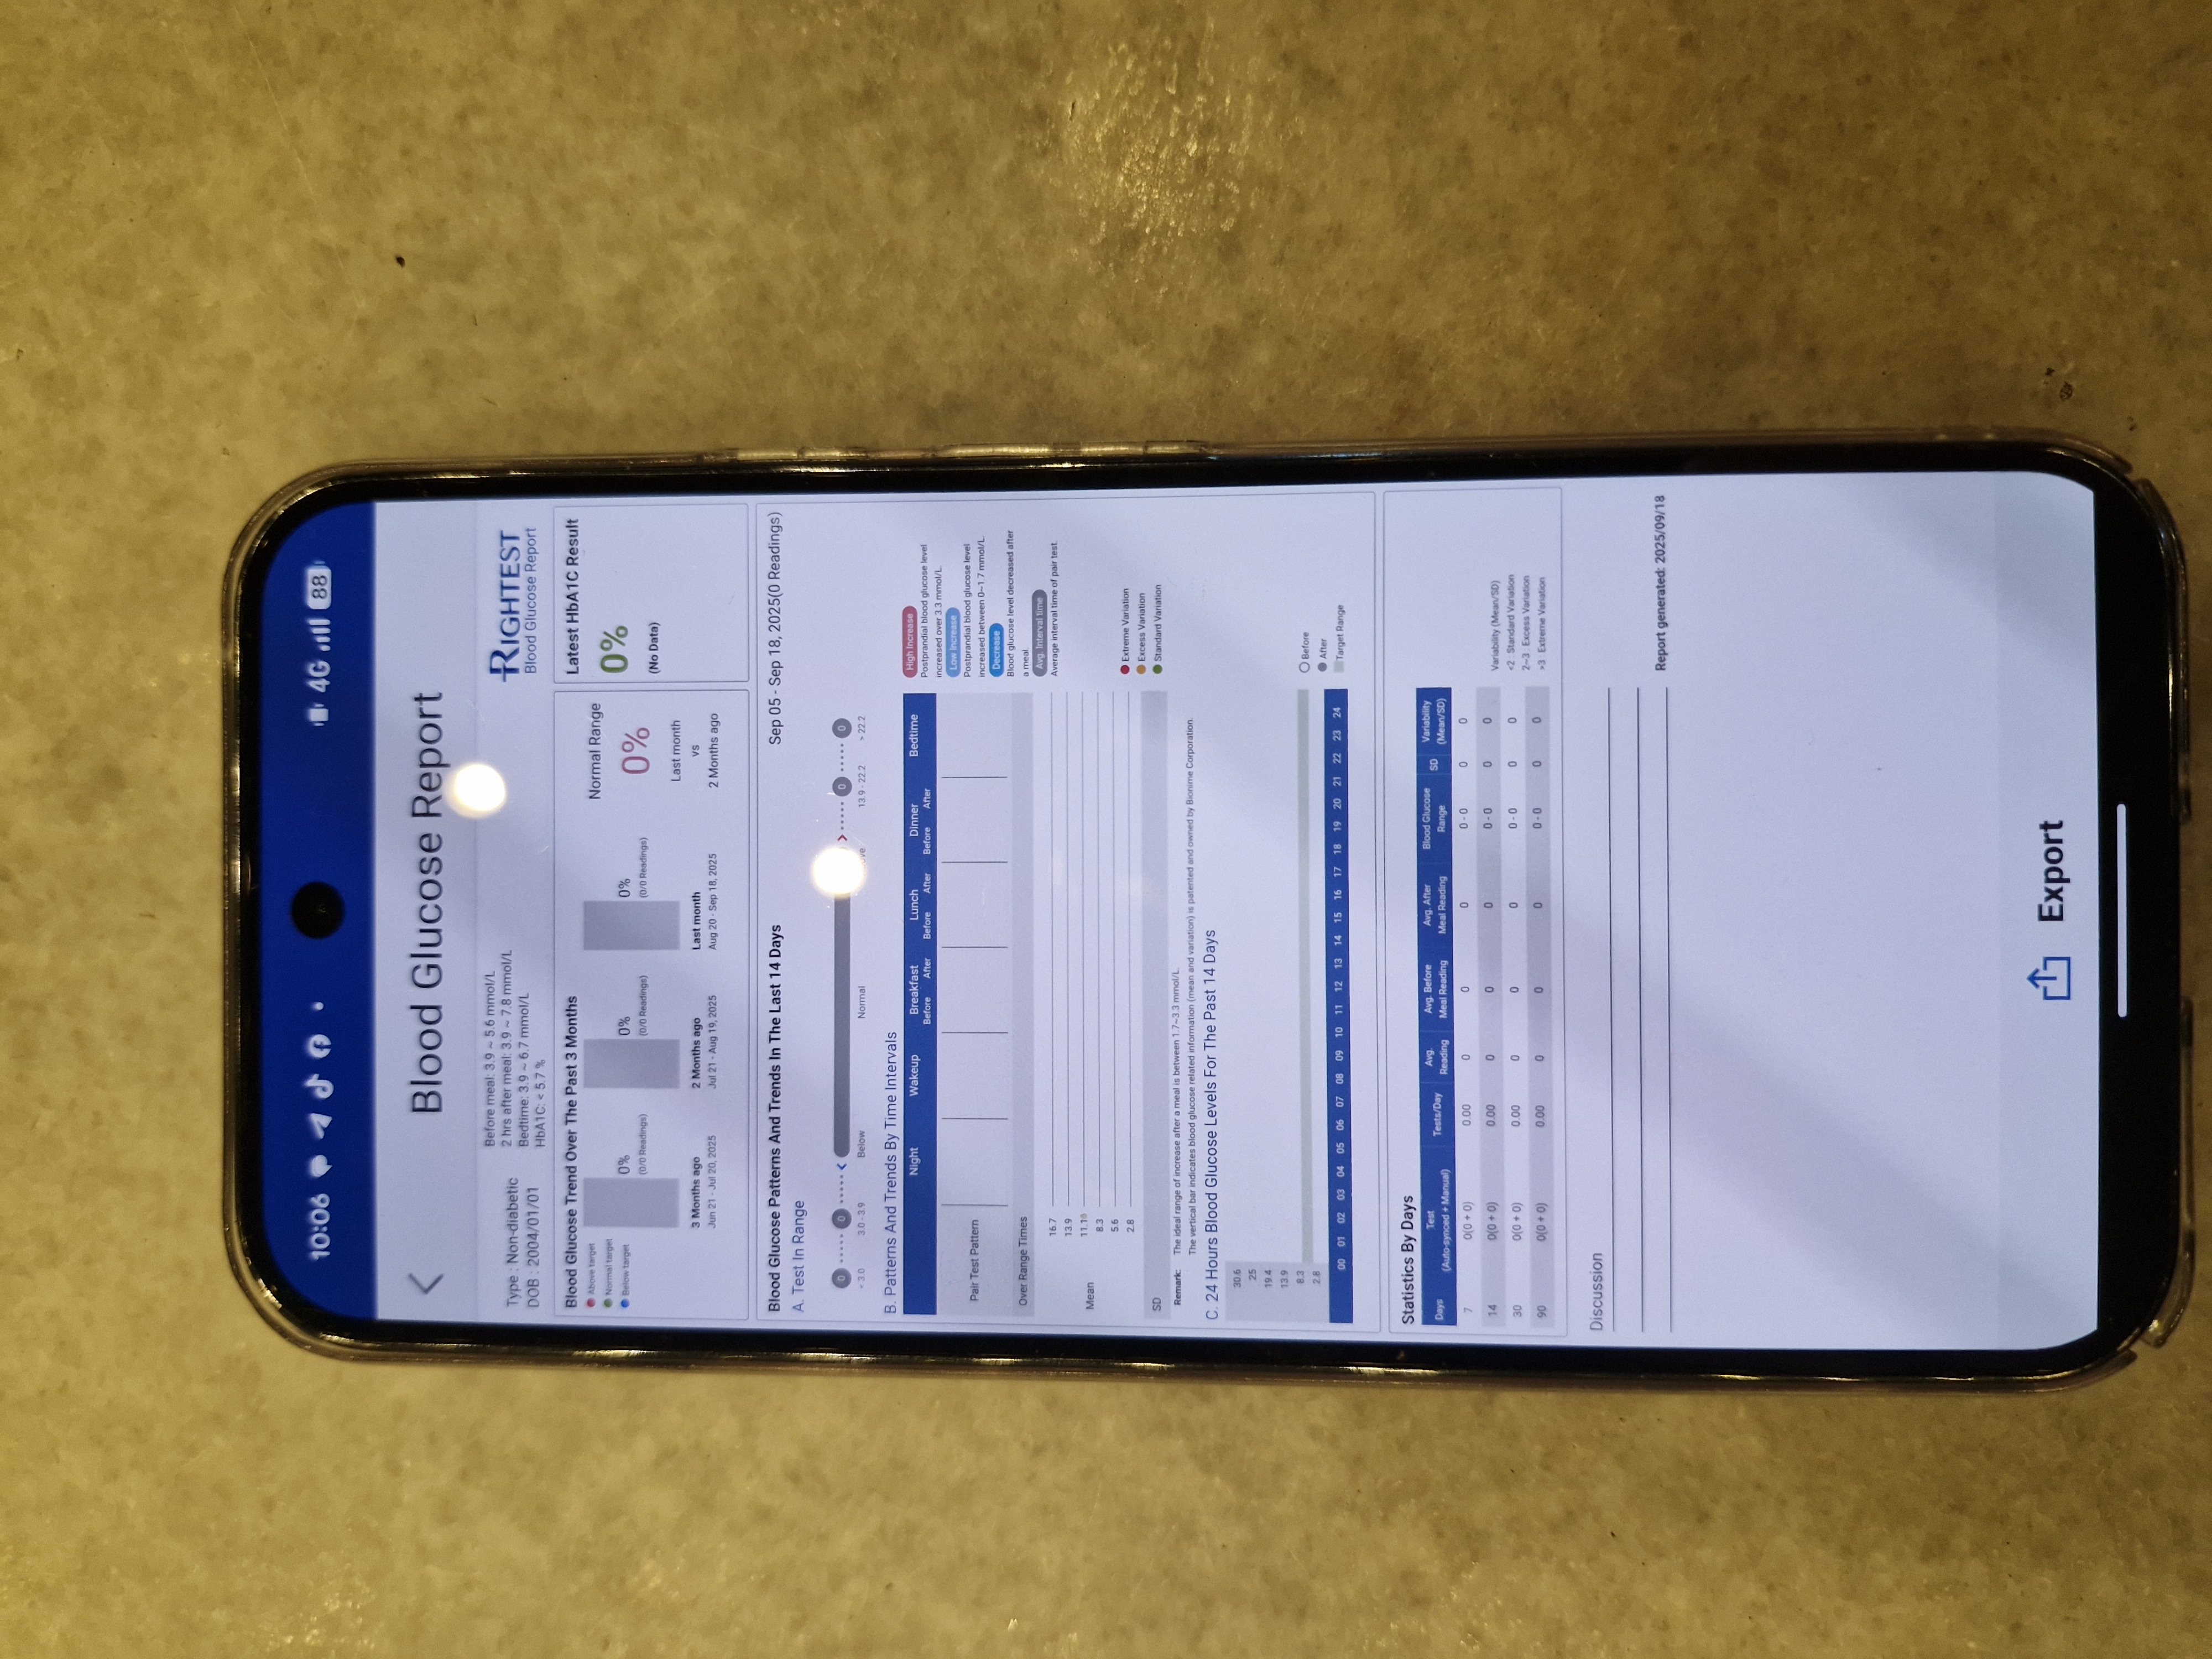 10:06
4G 88
Blood Glucose Report
Type : Non-diabetic
DOB : 2004/01/01
Before meal: 3.9 ~ 5.6 mmol/L
2 hrs after meal: 3.9 ~ 7.8 mmol/L
Bedtime: 3.9 ~ 6.7 mmol/L
HbA1C: < 5.7 %
RIGHTEST
Blood Glucose Report
Blood Glucose Trend Over The Past 3 Months
Above target
Normal target
Below target
0%
(0/0 Readings)
3 Months ago
Jun 21 - Jul 20, 2025
0%
(0/0 Readings)
2 Months ago
Jul 21 - Aug 19, 2025
0%
(0/0 Readings)
Last month
Aug 20 - Sep 18, 2025
Normal Range
0%
Last month
vs
2 Months ago
Latest HbA1C Result
0%
(No Data)
Blood Glucose Patterns And Trends In The Last 14 Days
Sep 05 - Sep 18, 2025(0 Readings)
A. Test In Range
0 0 0 0
< 3.0 3.0 - 3.9 Below Normal 13.9 - 22.2 > 22.2
B. Patterns And Trends By Time Intervals
Night Wakeup Breakfast Lunch Dinner Bedtime
Before After Before After Before After
Pair Test Pattern
Over Range Times
Mean
16.7
13.9
11.1
8.3
5.6
2.8
SD
High Increase
Postprandial blood glucose level
increased over 3.3 mmol/L.
Low Increase
Postprandial blood glucose level
increased between 0~1.7 mmol/L.
Decrease
Blood glucose level decreased after
a meal.
Avg. Interval time
Average interval time of pair test.
Extreme Variation
Excess Variation
Standard Variation
Remark: The ideal range of increase after a meal is between 1.7~3.3 mmol/L.
The vertical bar indicates blood glucose related information (mean and variation) is patented and owned by Bionime Corporation.
C. 24 Hours Blood Glucose Levels For The Past 14 Days
30.6
25
19.4
13.9
8.3
2.8
00 01 02 03 04 05 06 07 08 09 10 11 12 13 14 15 16 17 18 19 20 21 22 23 24
Before
After
Target Range
Statistics By Days
Days Test (Auto-synced + Manual) Tests/Day Avg. Reading Avg. Before Meal Reading Avg. After Meal Reading Blood Glucose Range SD Variability (Mean/SD)
7 0(0 + 0) 0.00 0 0 0 0 - 0 0 0
14 0(0 + 0) 0.00 0 0 0 0 - 0 0 0
30 0(0 + 0) 0.00 0 0 0 0 - 0 0 0
90 0(0 + 0) 0.00 0 0 0 0 - 0 0 0
Variability (Mean/SD)
<2 : Standard Variation
2~3 : Excess Variation
>3 : Extreme Variation
Discussion
Report generated: 2025/09/18
Export